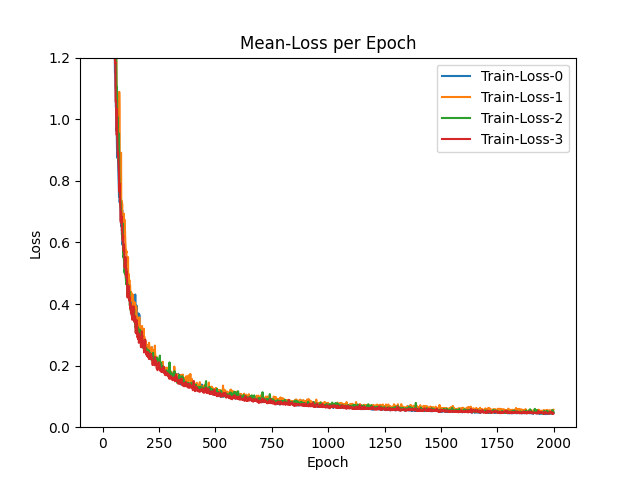 Mean-Loss per Epoch
1.2
1.0
0.8
0.6
0.4
0.2
0.0
Loss
Train-Loss-0
Train-Loss-1
Train-Loss-2
Train-Loss-3
0 250 500 750 1000 1250 1500 1750 2000
Epoch